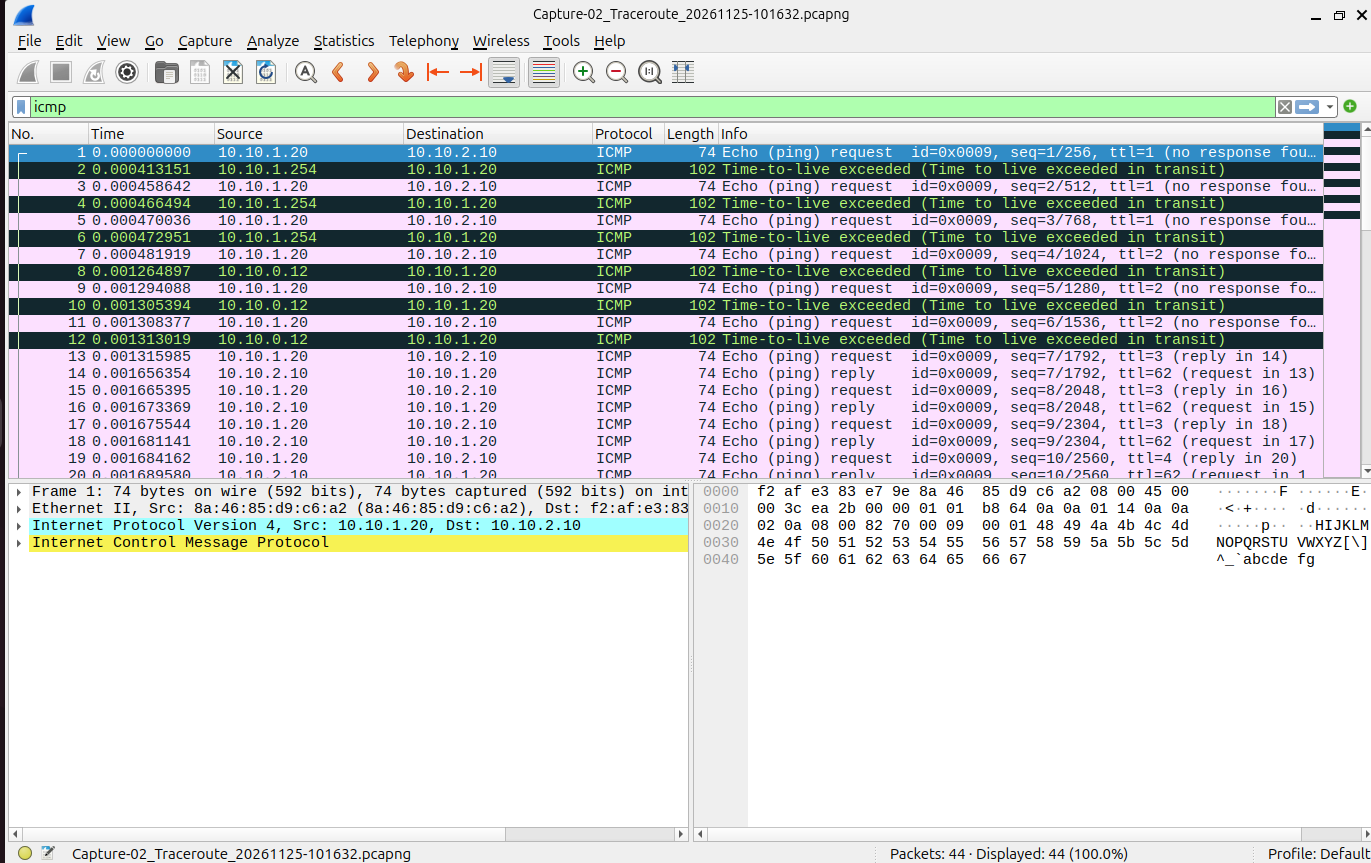 Capture-02_Traceroute_20261125-101632.pcapng
File Edit View Go Capture Analyze Statistics Telephony Wireless Tools Help
icmp
No. Time Source Destination Protocol Length Info
1 0.000000000 10.10.1.20 10.10.2.10 ICMP 74 Echo (ping) request id=0x0009, seq=1/256, ttl=1 (no response fou…
2 0.000413151 10.10.1.254 10.10.1.20 ICMP 102 Time-to-live exceeded (Time to live exceeded in transit)
3 0.000458642 10.10.1.20 10.10.2.10 ICMP 74 Echo (ping) request id=0x0009, seq=2/512, ttl=1 (no response fou…
4 0.000466494 10.10.1.254 10.10.1.20 ICMP 102 Time-to-live exceeded (Time to live exceeded in transit)
5 0.000470036 10.10.1.20 10.10.2.10 ICMP 74 Echo (ping) request id=0x0009, seq=3/768, ttl=1 (no response fou…
6 0.000472951 10.10.1.254 10.10.1.20 ICMP 102 Time-to-live exceeded (Time to live exceeded in transit)
7 0.000481919 10.10.1.20 10.10.2.10 ICMP 74 Echo (ping) request id=0x0009, seq=4/1024, ttl=2 (no response fo…
8 0.001264897 10.10.0.12 10.10.1.20 ICMP 102 Time-to-live exceeded (Time to live exceeded in transit)
9 0.001294088 10.10.1.20 10.10.2.10 ICMP 74 Echo (ping) request id=0x0009, seq=5/1280, ttl=2 (no response fo…
10 0.001305394 10.10.0.12 10.10.1.20 ICMP 102 Time-to-live exceeded (Time to live exceeded in transit)
11 0.001308377 10.10.1.20 10.10.2.10 ICMP 74 Echo (ping) request id=0x0009, seq=6/1536, ttl=2 (no response fo…
12 0.001313019 10.10.0.12 10.10.1.20 ICMP 102 Time-to-live exceeded (Time to live exceeded in transit)
13 0.001315985 10.10.1.20 10.10.2.10 ICMP 74 Echo (ping) request id=0x0009, seq=7/1792, ttl=3 (reply in 14)
14 0.001656354 10.10.2.10 10.10.1.20 ICMP 74 Echo (ping) reply id=0x0009, seq=7/1792, ttl=62 (request in 13)
15 0.001665395 10.10.1.20 10.10.2.10 ICMP 74 Echo (ping) request id=0x0009, seq=8/2048, ttl=3 (reply in 16)
16 0.001673369 10.10.2.10 10.10.1.20 ICMP 74 Echo (ping) reply id=0x0009, seq=8/2048, ttl=62 (request in 15)
17 0.001675544 10.10.1.20 10.10.2.10 ICMP 74 Echo (ping) request id=0x0009, seq=9/2304, ttl=3 (reply in 18)
18 0.001681141 10.10.2.10 10.10.1.20 ICMP 74 Echo (ping) reply id=0x0009, seq=9/2304, ttl=62 (request in 17)
19 0.001684162 10.10.1.20 10.10.2.10 ICMP 74 Echo (ping) request id=0x0009, seq=10/2560, ttl=4 (reply in 20)
20 0.001689580 10.10.2.10 10.10.1.20 ICMP 74 Echo (ping) reply id=0x0009, seq=10/2560, ttl=62 (request in 1
Frame 1: 74 bytes on wire (592 bits), 74 bytes captured (592 bits) on int
Ethernet II, Src: 8a:46:85:d9:c6:a2 (8a:46:85:d9:c6:a2), Dst: f2:af:e3:83
Internet Protocol Version 4, Src: 10.10.1.20, Dst: 10.10.2.10
Internet Control Message Protocol
0000 f2 af e3 83 e7 9e 8a 46 85 d9 c6 a2 08 00 45 00 ·······F ······E·
0010 00 3c ea 2b 00 00 01 01 b8 64 0a 0a 01 14 0a 0a ·<·+···· ·d······
0020 02 0a 08 00 82 70 00 09 00 01 48 49 4a 4b 4c 4d ·····p·· ··HIJKLM
0030 4e 4f 50 51 52 53 54 55 56 57 58 59 5a 5b 5c 5d NOPQRSTU VWXYZ[\]
0040 5e 5f 60 61 62 63 64 65 66 67 ^_`abcde fg
Capture-02_Traceroute_20261125-101632.pcapng Packets: 44 · Displayed: 44 (100.0%) Profile: Default